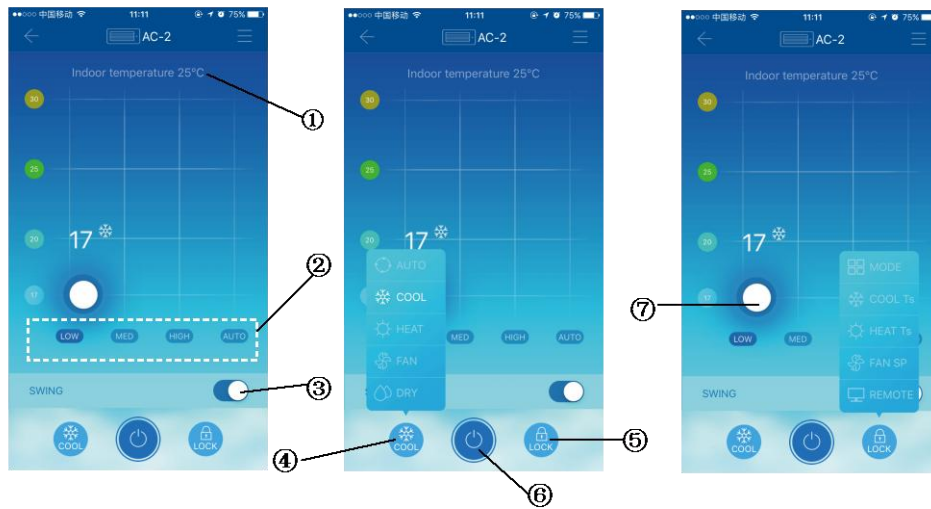 ●●○○○ 中国移动 11:11 75%
AC-2
Indoor temperature 25°C
①
30
25
20
17
17
②
LOW MED HIGH AUTO
SWING
③
COOL
LOCK
●●○○○ 中国移动 11:11 75%
AC-2
Indoor temperature 25°C
30
25
20
17
AUTO
COOL
HEAT
FAN
DRY
MED HIGH AUTO
④
COOL
LOCK
⑤
⑥
●●○○○ 中国移动 11:11 75%
AC-2
Indoor temperature 25°C
30
25
20
17
17
⑦
MODE
COOL Ts
HEAT Ts
FAN SP
REMOTE
LOW MED
SWING
COOL
LOCK